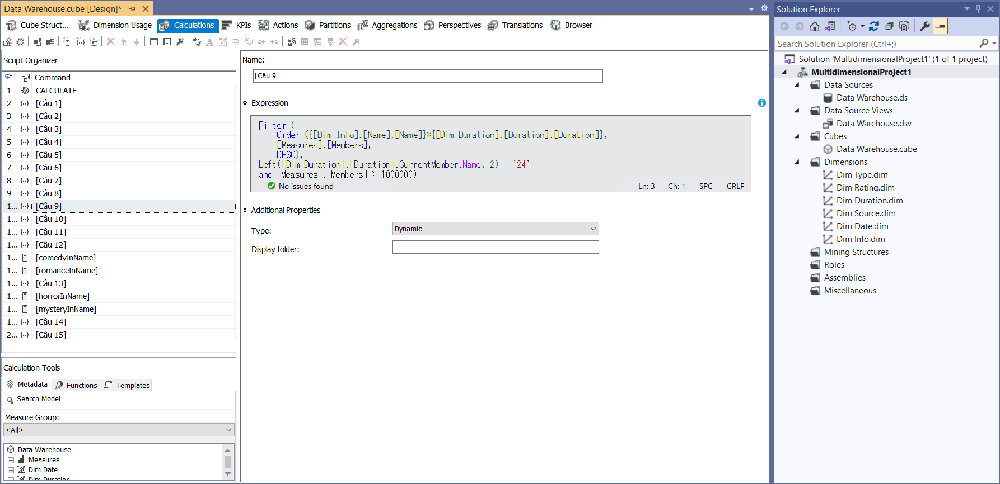 Data Warehouse.cube [Design]*
Cube Struct...
Dimension Usage
Calculations
KPIs
Actions
Partitions
Aggregations
Perspectives
Translations
Browser
Script Organizer
Command
1 CALCULATE
2 [Câu 1]
3 [Câu 2]
4 [Câu 3]
5 [Câu 4]
6 [Câu 5]
7 [Câu 6]
8 [Câu 7]
9 [Câu 8]
1... [Câu 9]
1... [Câu 10]
1... [Câu 11]
1... [Câu 12]
1... [comedyInName]
1... [romanceInName]
1... [Câu 13]
1... [horrorInName]
1... [mysteryInName]
1... [Câu 14]
2... [Câu 15]
Calculation Tools
Metadata
Functions
Templates
Search Model
Measure Group:
<All>
Data Warehouse
Measures
Dim Date
Dim Duration
Name:
[Câu 9]
Expression
Filter (
Order ({[Dim Info].[Name].[Name]}*{[Dim Duration].[Duration].[Duration]},
[Measures].[Members],
DESC),
Left([Dim Duration].[Duration].CurrentMember.Name, 2) = '24'
and [Measures].[Members] > 1000000)
No issues found
Ln: 3
Ch: 1
SPC
CRLF
Additional Properties
Type:
Dynamic
Display folder:
Solution Explorer
Search Solution Explorer (Ctrl+;)
Solution 'MultidimensionalProject1' (1 of 1 project)
MultidimensionalProject1
Data Sources
Data Warehouse.ds
Data Source Views
Data Warehouse.dsv
Cubes
Data Warehouse.cube
Dimensions
Dim Type.dim
Dim Rating.dim
Dim Duration.dim
Dim Source.dim
Dim Date.dim
Dim Info.dim
Mining Structures
Roles
Assemblies
Miscellaneous